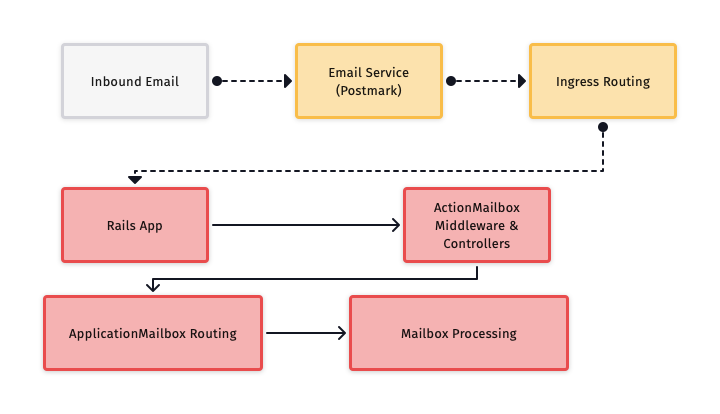 Inbound Email
Email Service
(Postmark)
Ingress Routing
Rails App
ActionMailbox
Middleware &
Controllers
ApplicationMailbox Routing
Mailbox Processing